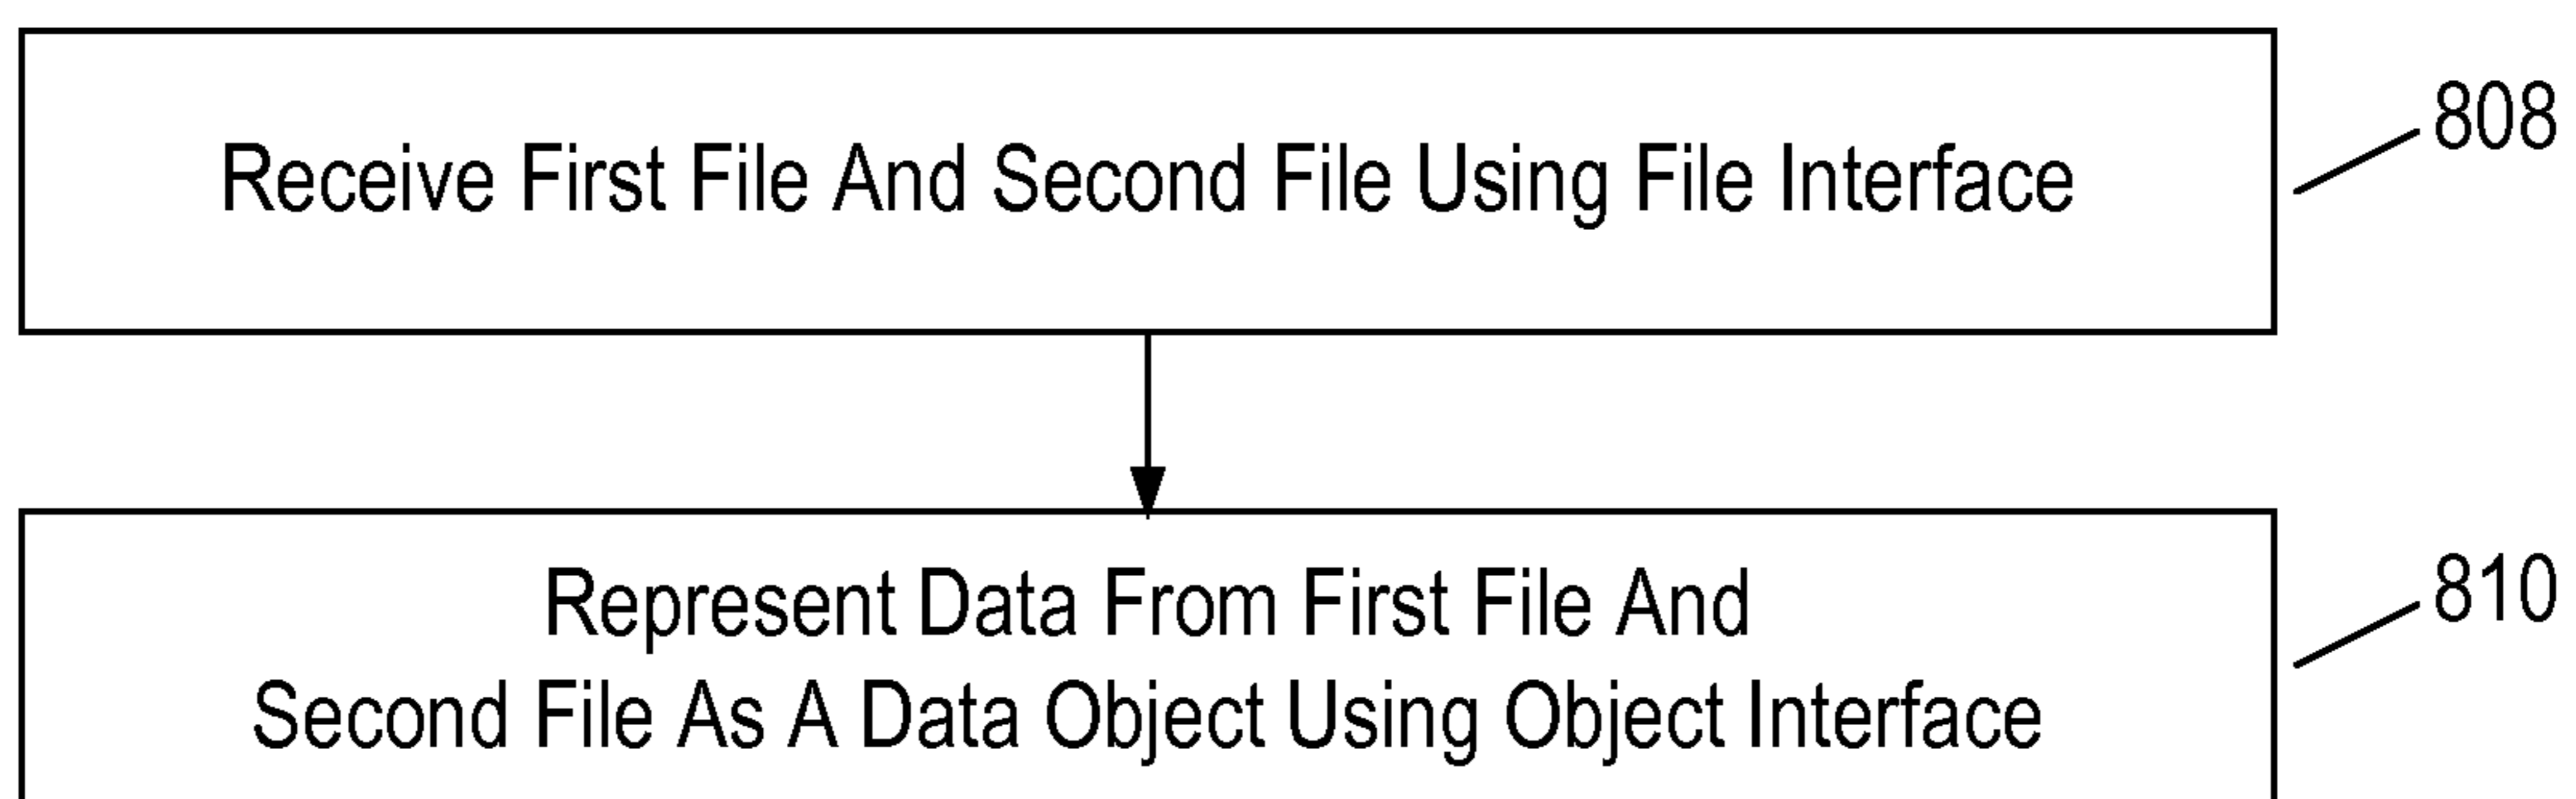 Receive First File And Second File Using File Interface
808
Represent Data From First File And
810
Second File As A Data Object Using Object Interface